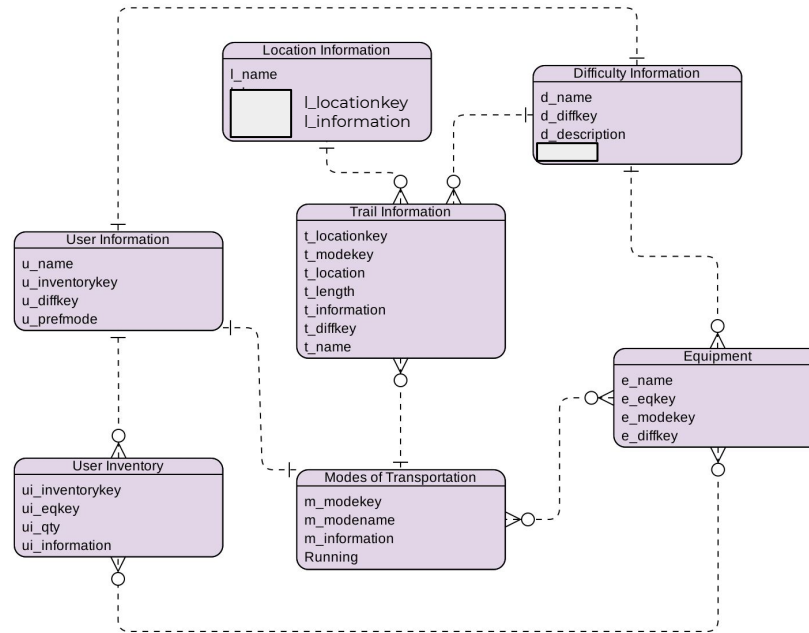 Location Information
l_name
l_locationkey
l_information
Difficulty Information
d_name
d_diffkey
d_description
Trail Information
t_locationkey
t_modekey
t_location
t_length
t_information
t_diffkey
t_name
User Information
u_name
u_inventorykey
u_diffkey
u_prefmode
Equipment
e_name
e_eqkey
e_modekey
e_diffkey
User Inventory
ui_inventorykey
ui_eqkey
ui_qty
ui_information
Modes of Transportation
m_modekey
m_modename
m_information
Running